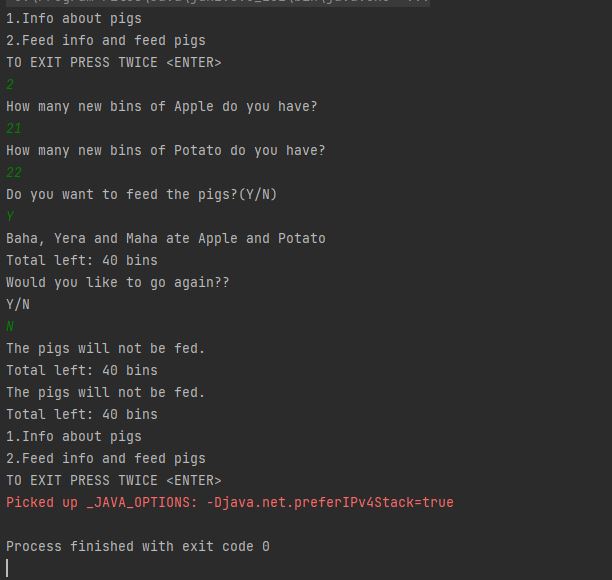 1.Info about pigs
2.Feed info and feed pigs
TO EXIT PRESS TWICE <ENTER>
2
How many new bins of Apple do you have?
21
How many new bins of Potato do you have?
22
Do you want to feed the pigs?(Y/N)
Y
Baha, Yera and Maha ate Apple and Potato
Total left: 40 bins
Would you like to go again??
Y/N
N
The pigs will not be fed.
Total left: 40 bins
The pigs will not be fed.
Total left: 40 bins
1.Info about pigs
2.Feed info and feed pigs
TO EXIT PRESS TWICE <ENTER>
Picked up _JAVA_OPTIONS: -Djava.net.preferIPv4Stack=true
Process finished with exit code 0